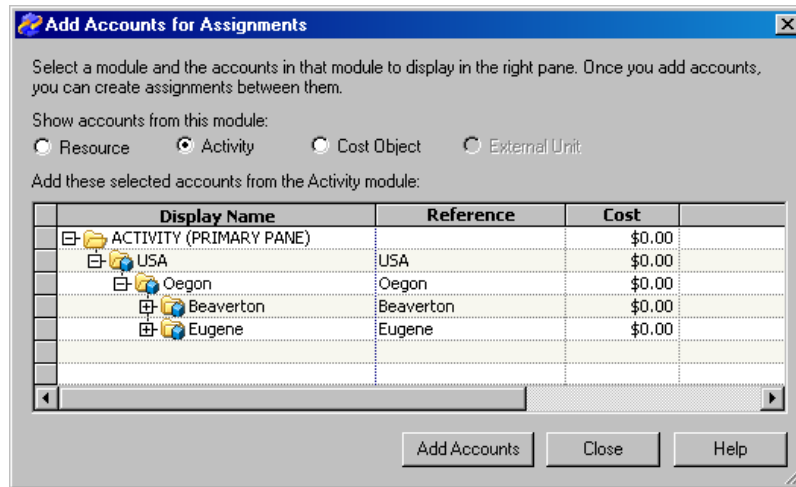 Add Accounts for Assignments
Select a module and the accounts in that module to display in the right pane. Once you add accounts,
you can create assignments between them.
Show accounts from this module:
Resource Activity Cost Object External Unit
Add these selected accounts from the Activity module:
Display Name Reference Cost
ACTIVITY (PRIMARY PANE) $0.00
USA USA $0.00
Oegon Oegon $0.00
Beaverton Beaverton $0.00
Eugene Eugene $0.00
Add Accounts Close Help